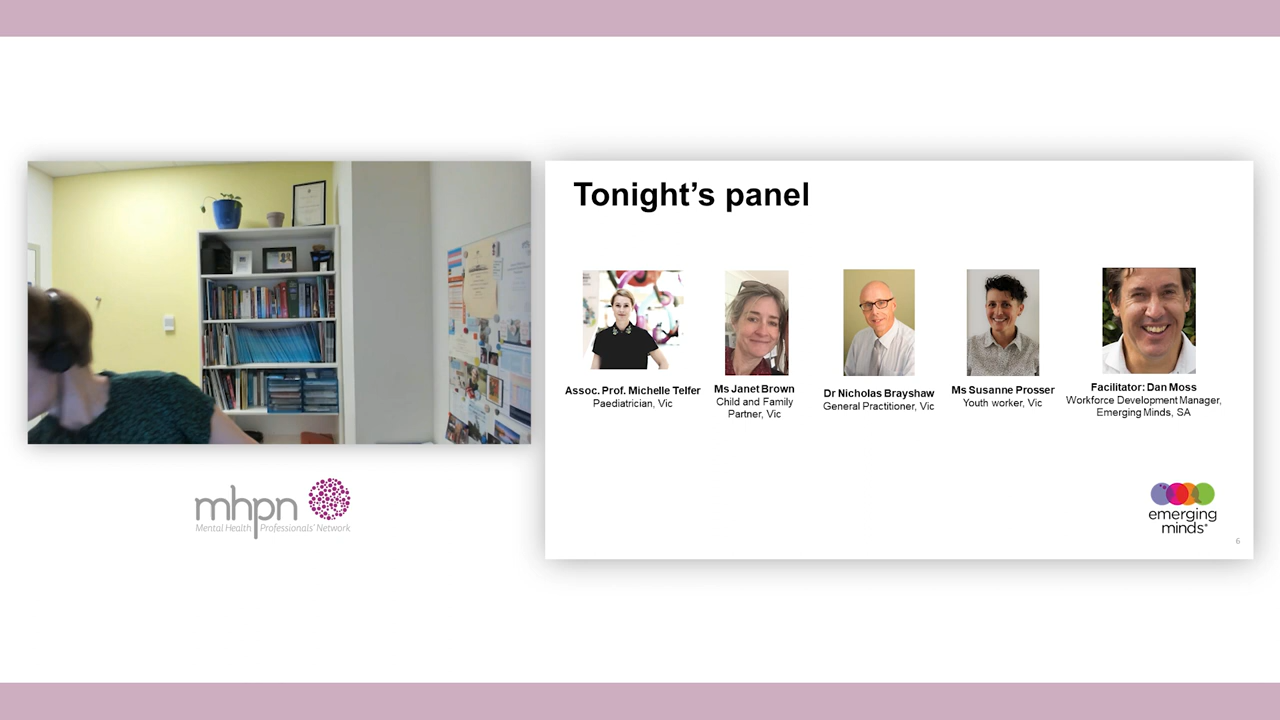 Tonight's panel
Assoc. Prof. Michelle Telfer
Paediatrician, Vic
Ms Janet Brown
Child and Family
Partner, Vic
Dr Nicholas Brayshaw
General Practitioner, Vic
Ms Susanne Prosser
Youth worker, Vic
Facilitator: Dan Moss
Workforce Development Manager,
Emerging Minds, SA
mhpn
Mental Health Professionals' Network
emerging
minds
6